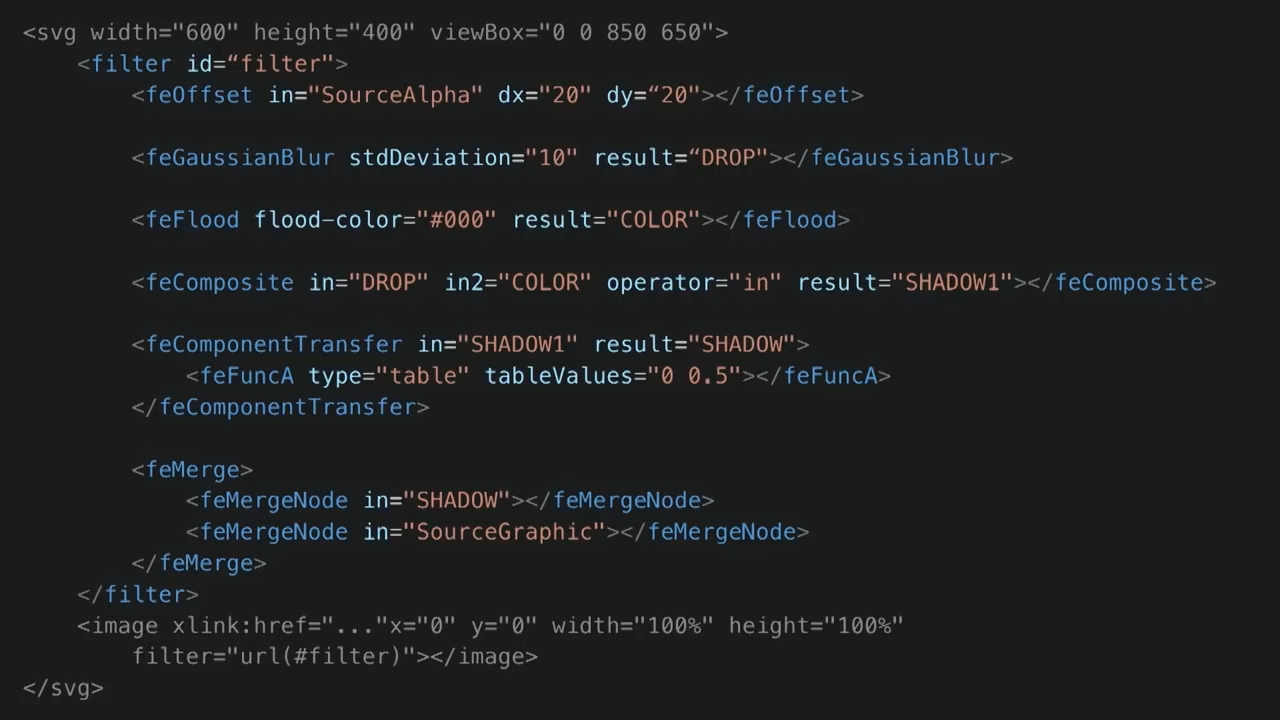 <svg width="600" height="400" viewBox="0 0 850 650">
<filter id=“filter">
<feOffset in="SourceAlpha" dx="20" dy=“20"></feOffset>
<feGaussianBlur stdDeviation="10" result=“DROP"></feGaussianBlur>
<feFlood flood-color="#000" result="COLOR"></feFlood>
<feComposite in="DROP" in2="COLOR" operator="in" result="SHADOW1"></feComposite>
<feComponentTransfer in="SHADOW1" result="SHADOW">
<feFuncA type="table" tableValues="0 0.5"></feFuncA>
</feComponentTransfer>
<feMerge>
<feMergeNode in="SHADOW"></feMergeNode>
<feMergeNode in="SourceGraphic"></feMergeNode>
</feMerge>
</filter>
<image xlink:href="..."x="0" y="0" width="100%" height="100%"
filter="url(#filter)"></image>
</svg>